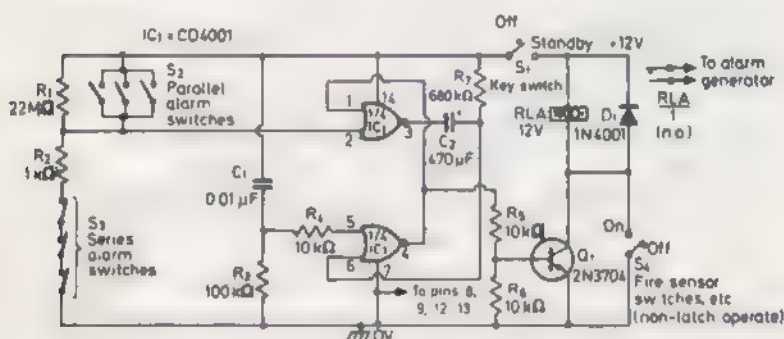 IC₁ = CD4001
Off
Standby
+12V
S₁
Key switch
To alarm
generator
RLA
1
(n.o)
R₁
22MΩ
S₂
Parallel
alarm
switches
R₂
1kΩ
S₃
Series
alarm
switches
C₁
0.01µF
R₃
100kΩ
R₄
10kΩ
1
2
14
1/4
IC₁
3
C₂
470µF
R₇
680kΩ
5
6
7
1/4
IC₁
4
To pins 8,
9, 12, 13
0V
R₅
10kΩ
R₆
10kΩ
Q₁
2N3704
RLA
12V
D₁
1N4001
On
Off
S₄
Fire sensor
switches, etc
(non-latch operate)